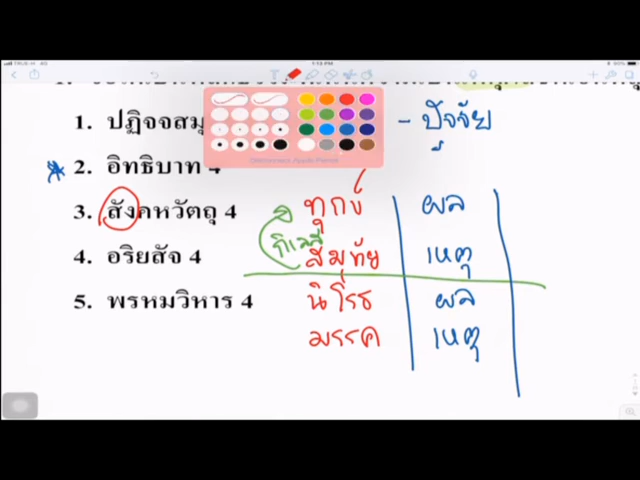 1:13 PM
1. ปฏิจจสมุ
- ปัจจัย
2. อิทธิบาท 4
3. สังคหวัตถุ 4
ทุกข์ ผล
กิเลส
4. อริยสัจ 4
สมุทัย เหตุ
5. พรหมวิหาร 4
นิโรธ ผล
มรรค เหตุ